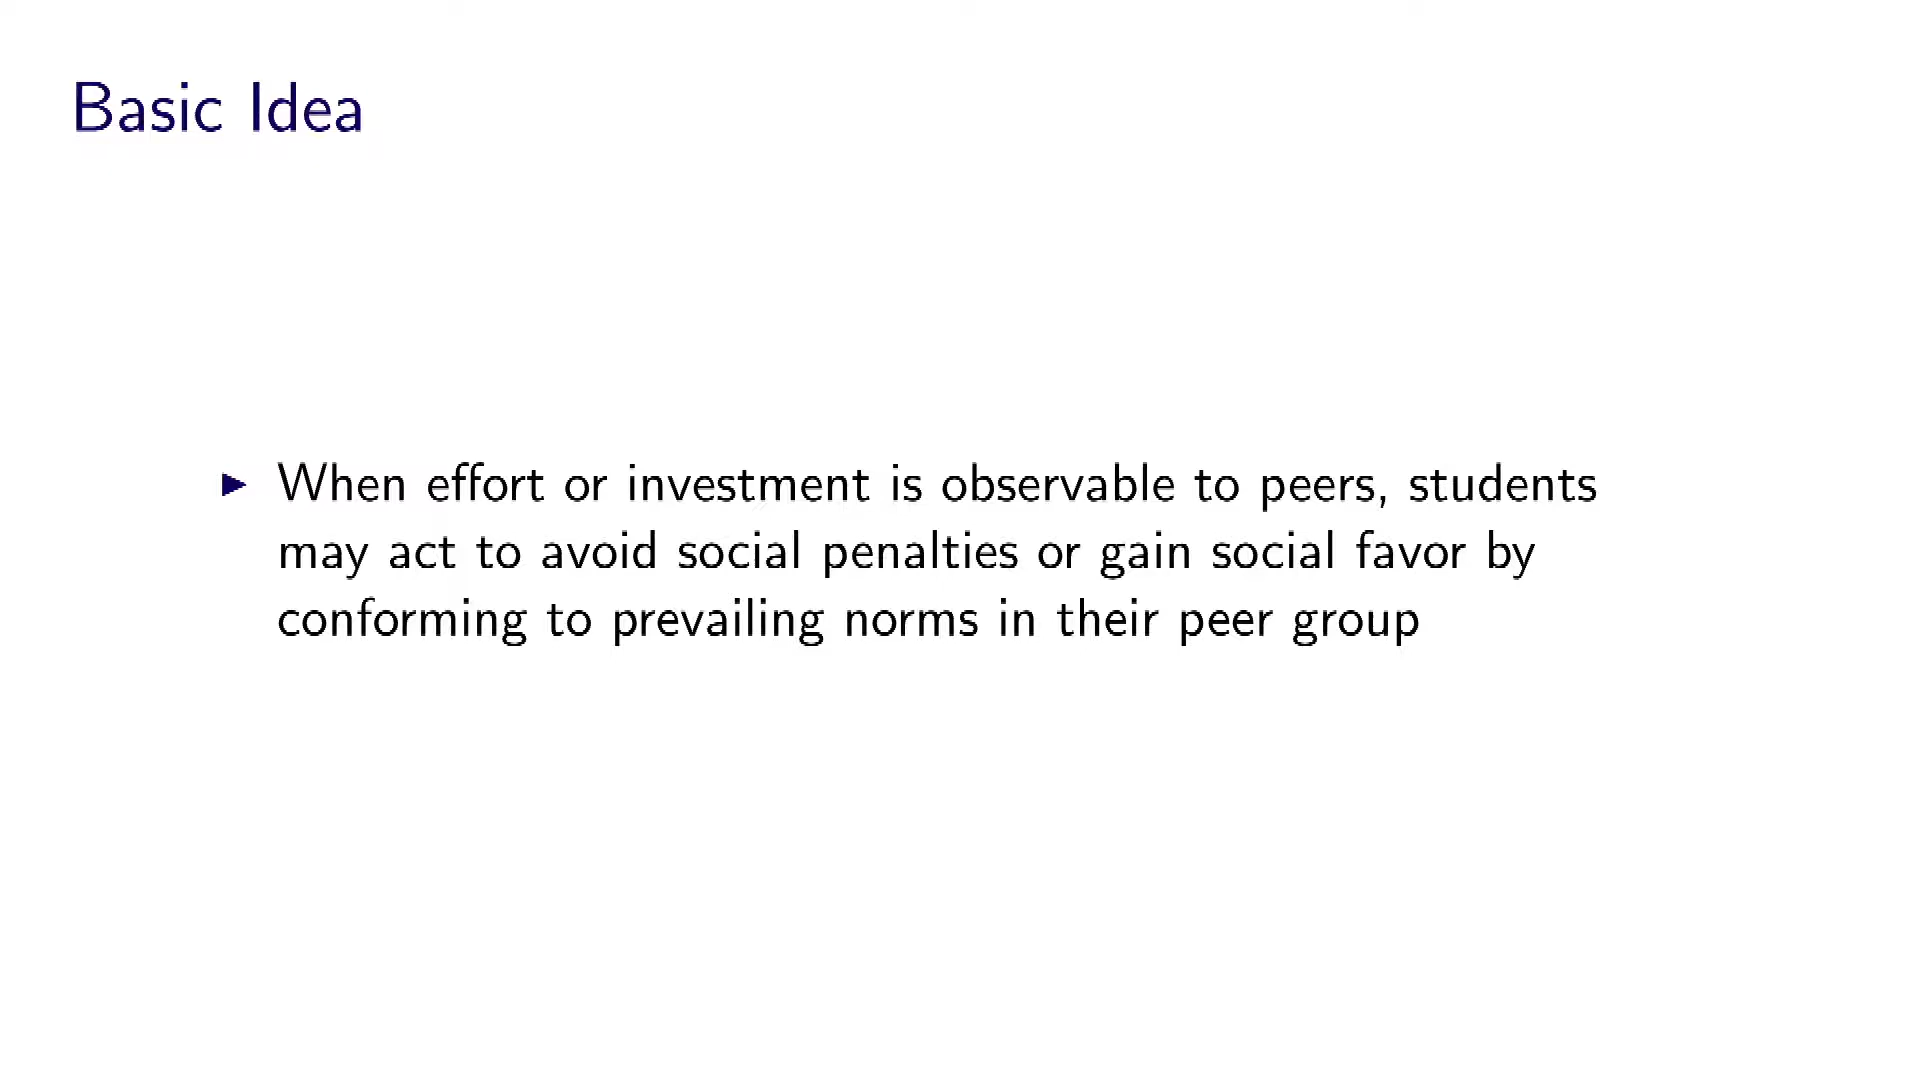 Basic Idea
▶ When effort or investment is observable to peers, students
may act to avoid social penalties or gain social favor by
conforming to prevailing norms in their peer group